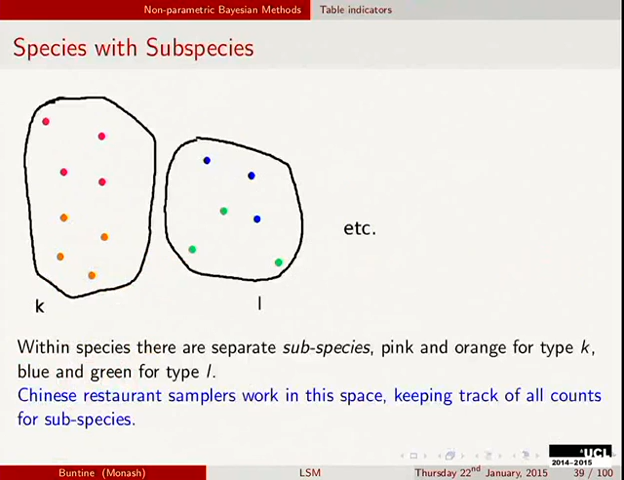 Non-parametric Bayesian Methods Table indicators
Species with Subspecies
etc.
k
l
Within species there are separate sub-species, pink and orange for type k,
blue and green for type l.
Chinese restaurant samplers work in this space, keeping track of all counts
for sub-species.
UCL
2014-2015
Buntine (Monash) LSM Thursday 22nd January, 2015 39 / 100